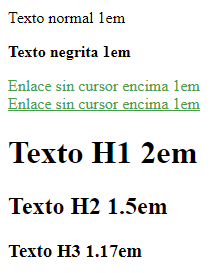 Texto normal 1em
Texto negrita 1em
Enlace sin cursor encima 1em
Enlace sin cursor encima 1em
Texto H1 2em
Texto H2 1.5em
Texto H3 1.17em